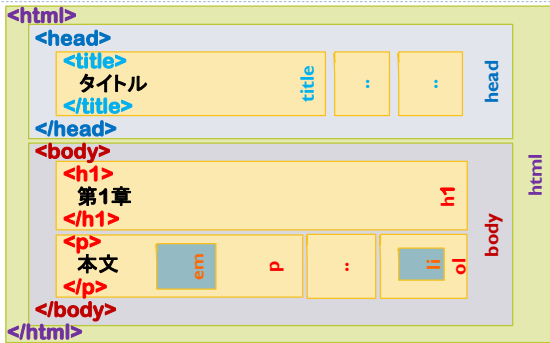 <html>
<head>
<title>
タイトル
</title>
title
:
:
head
</head>
<body>
<h1>
第1章
</h1>
h1
<p>
本文
</p>
em
p
:
li
ol
body
</body>
html
</html>